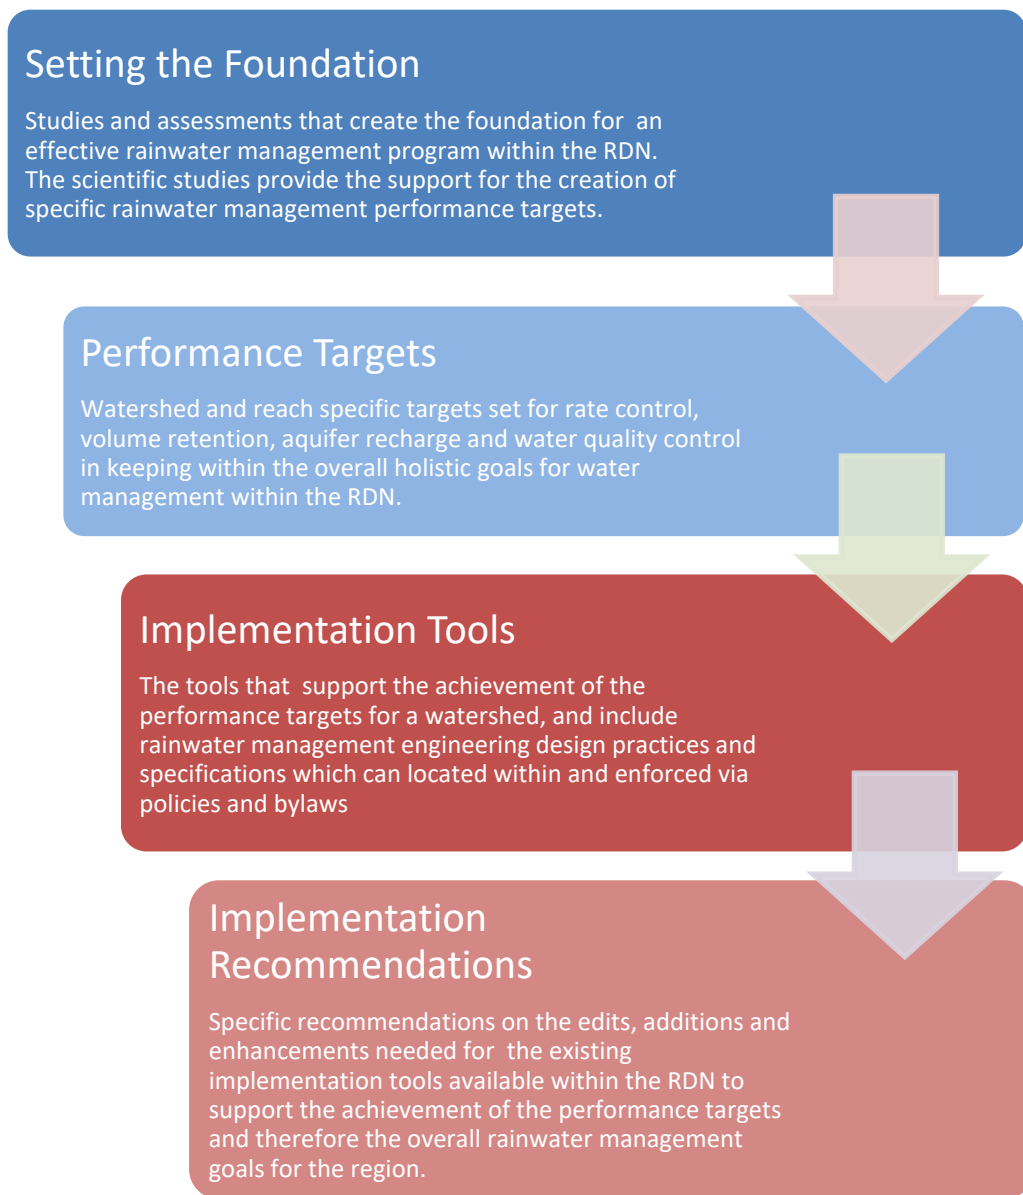 Setting the Foundation
Studies and assessments that create the foundation for  an
effective rainwater management program within the RDN.
The scientific studies provide the support for the creation of
specific rainwater management performance targets.
Performance Targets
Watershed and reach specific targets set for rate control,
volume retention, aquifer recharge and water quality control
in keeping within the overall holistic goals for water
management within the RDN.
Implementation Tools
The tools that  support the achievement of the
performance targets for a watershed, and include
rainwater management engineering design practices and
specifications which can located within and enforced via
policies and bylaws
Implementation
Recommendations
Specific recommendations on the edits, additions and
enhancements needed for  the existing
implementation tools available within the RDN to
support the achievement of the performance targets
and therefore the overall rainwater management
goals for the region.